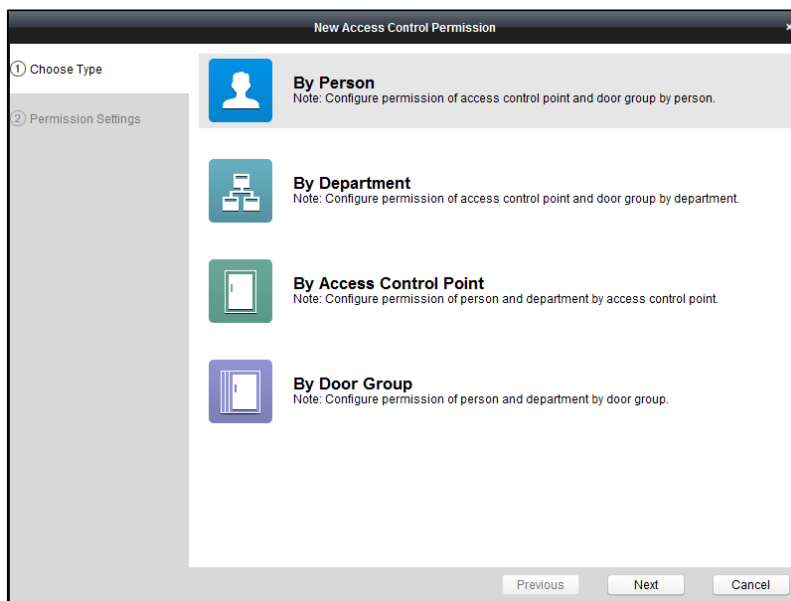 New Access Control Permission
×
1 Choose Type
2 Permission Settings
By Person
Note: Configure permission of access control point and door group by person.
By Department
Note: Configure permission of access control point and door group by department.
By Access Control Point
Note: Configure permission of person and department by access control point.
By Door Group
Note: Configure permission of person and department by door group.
Previous
Next
Cancel